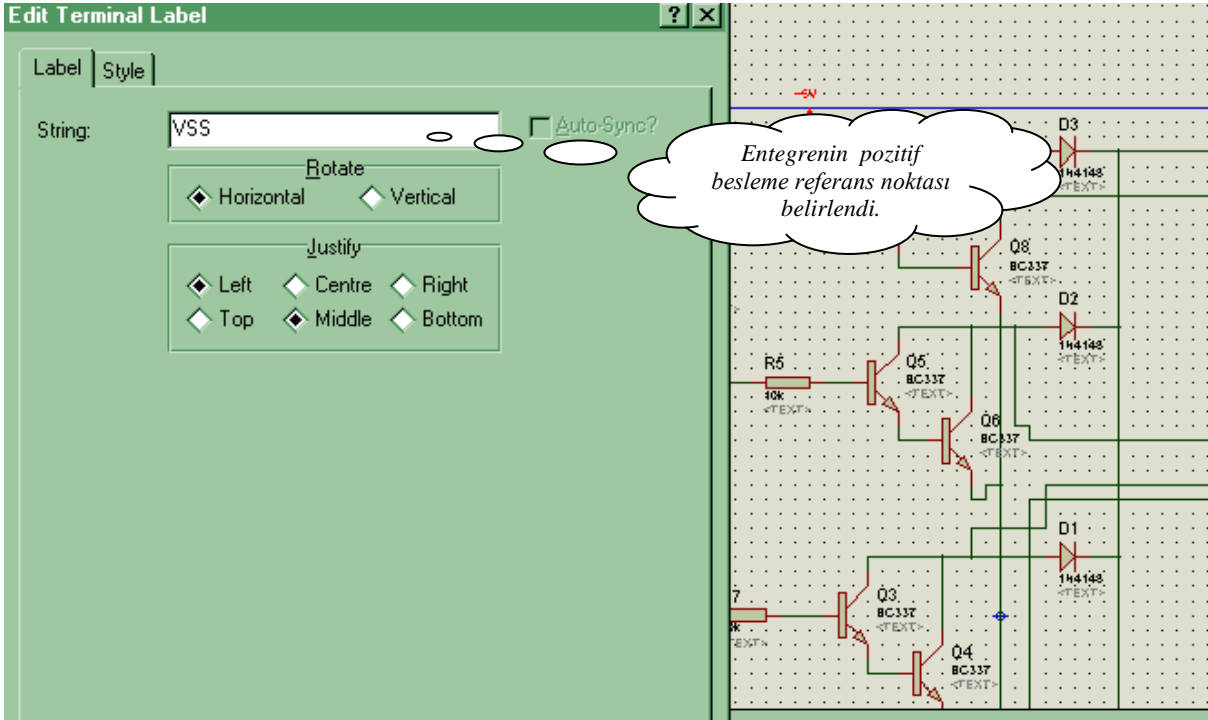 Edit Terminal Label
Label Style
String: VSS Auto-Sync?
Rotate
Horizontal Vertical
Justify
Left Centre Right
Top Middle Bottom
Entegrenin pozitif
besleme referans noktası
belirlendi.
D3
1N4148
<TEXT>
Q8
BC337
<TEXT>
D2
1N4148
<TEXT>
R5
10k
<TEXT>
Q5
BC337
<TEXT>
Q6
BC337
<TEXT>
D1
1N4148
<TEXT>
7
Q3
BC337
<TEXT>
Q4
BC337
<TEXT>